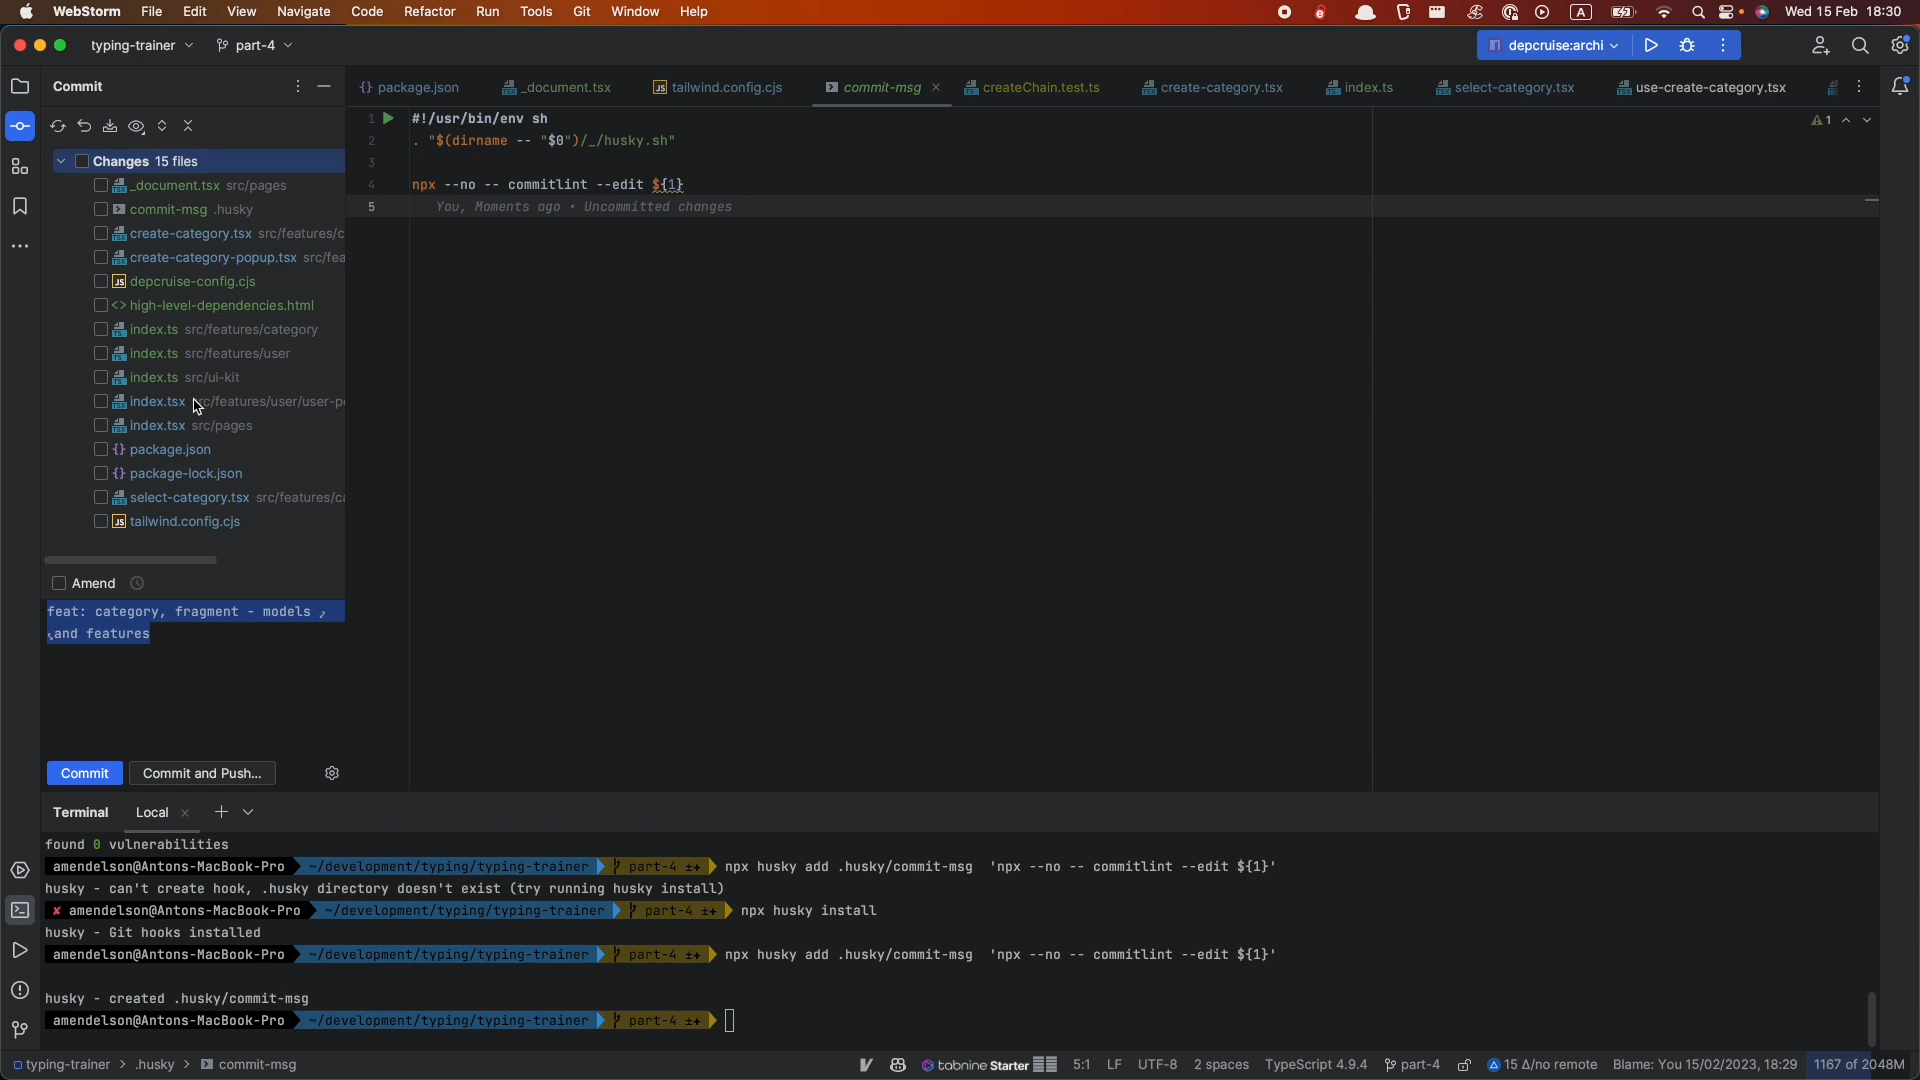 WebStorm File Edit View Navigate Code Refactor Run Tools Git Window Help A Wed 15 Feb 18:30
typing-trainer part-4 depcruise:archi
Commit
package.json _document.tsx tailwind.config.cjs commit-msg createChain.test.ts create-category.tsx index.ts select-category.tsx use-create-category.tsx
1 #!/usr/bin/env sh
2 . "$(dirname -- "$0")/_/husky.sh"
3
4 npx --no -- commitlint --edit ${1}
5 You, Moments ago • Uncommitted changes
1
Changes 15 files
_document.tsx src/pages
commit-msg .husky
create-category.tsx src/features/c
create-category-popup.tsx src/fea
depcruise-config.cjs
high-level-dependencies.html
index.ts src/features/category
index.ts src/features/user
index.ts src/ui-kit
index.tsx src/features/user/user-p
index.tsx src/pages
package.json
package-lock.json
select-category.tsx src/features/ca
tailwind.config.cjs
Amend
feat: category, fragment - models
and features
Commit Commit and Push...
Terminal Local
found 0 vulnerabilities
amendelson@Antons-MacBook-Pro ~/development/typing/typing-trainer part-4 ±+ npx husky add .husky/commit-msg 'npx --no -- commitlint --edit ${1}'
husky - can't create hook, .husky directory doesn't exist (try running husky install)
✘ amendelson@Antons-MacBook-Pro ~/development/typing/typing-trainer part-4 ±+ npx husky install
husky - Git hooks installed
amendelson@Antons-MacBook-Pro ~/development/typing/typing-trainer part-4 ±+ npx husky add .husky/commit-msg 'npx --no -- commitlint --edit ${1}'
husky - created .husky/commit-msg
amendelson@Antons-MacBook-Pro ~/development/typing/typing-trainer part-4 ±+
typing-trainer > .husky > commit-msg tabnine Starter 5:1 LF UTF-8 2 spaces TypeScript 4.9.4 part-4 15 Δ/no remote Blame: You 15/02/2023, 18:29 1167 of 2048M